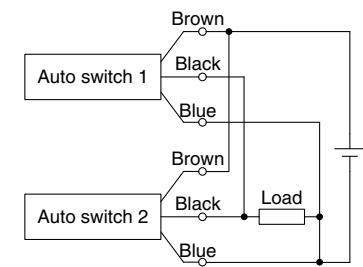 Brown
Auto switch 1
Black
Blue
Brown
Auto switch 2
Black
Load
Blue